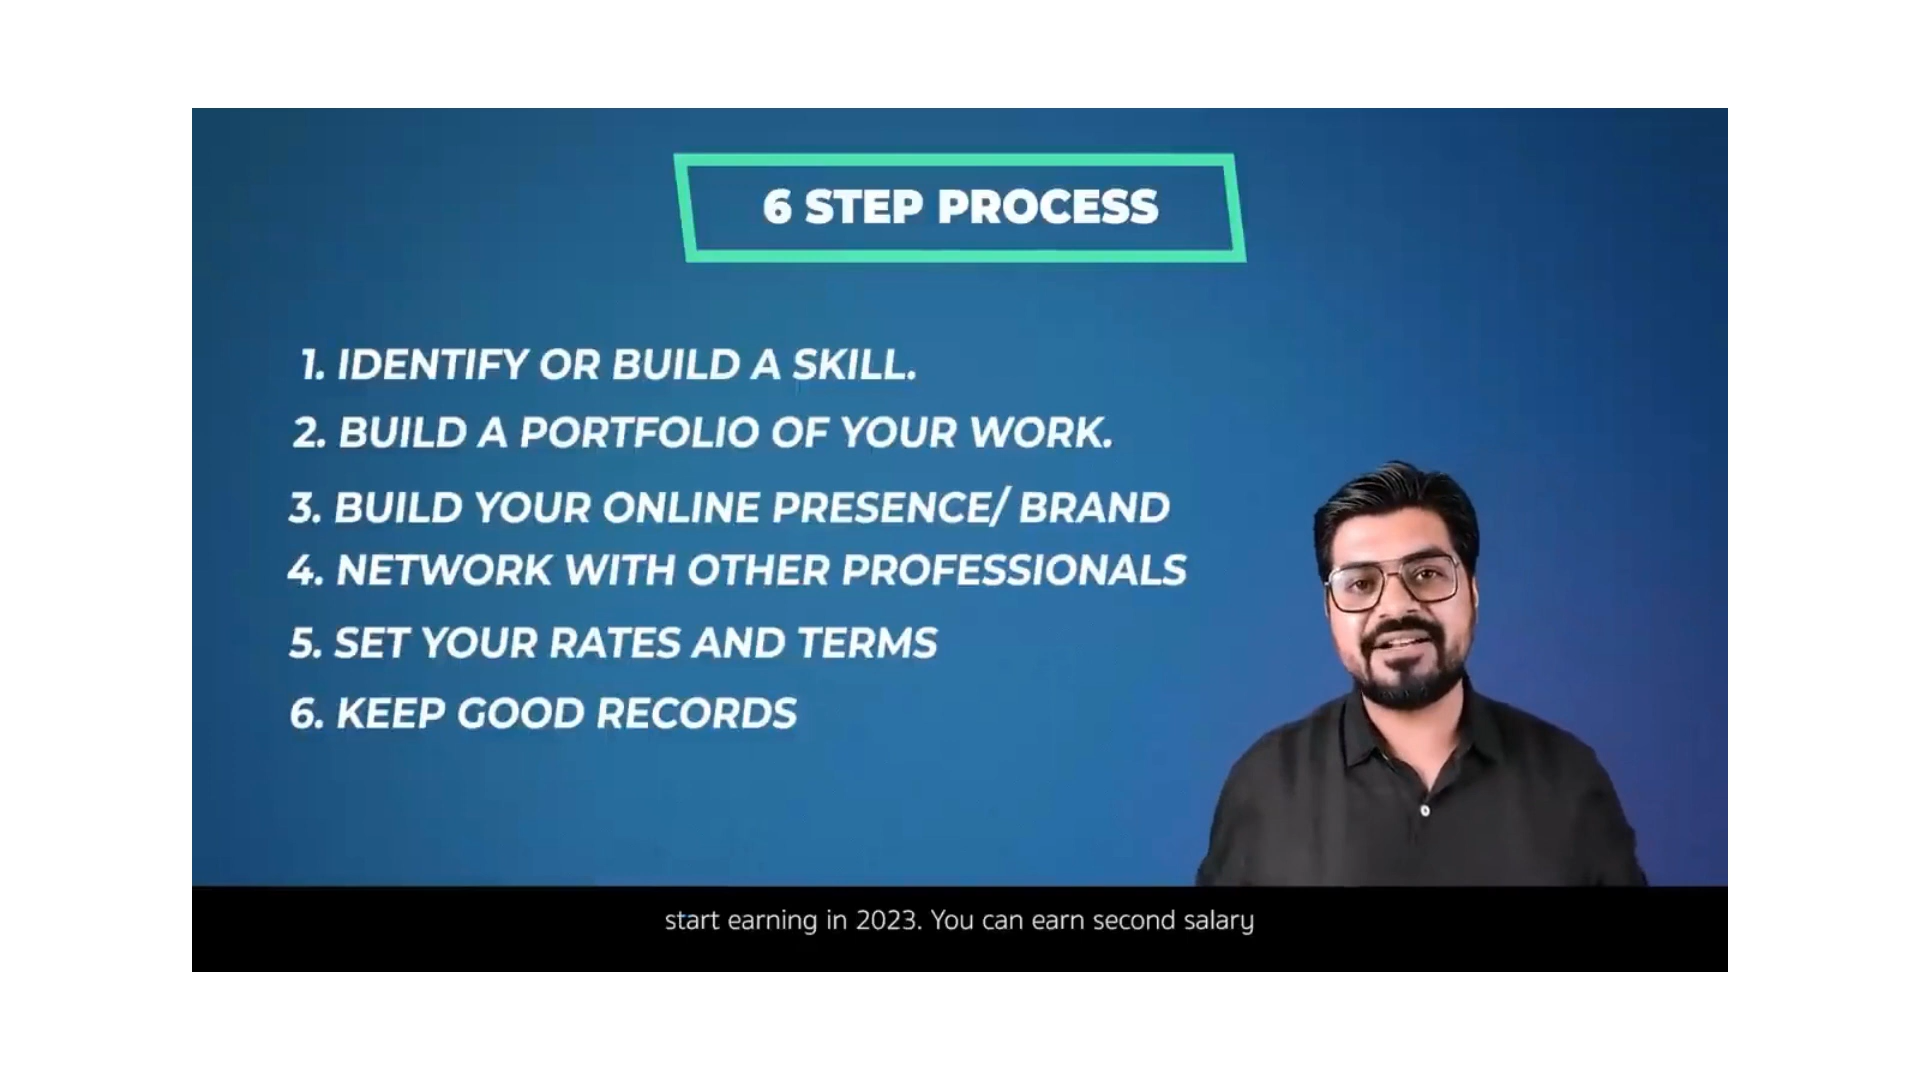 6 STEP PROCESS
1. IDENTIFY OR BUILD A SKILL.
2. BUILD A PORTFOLIO OF YOUR WORK.
3. BUILD YOUR ONLINE PRESENCE/ BRAND
4. NETWORK WITH OTHER PROFESSIONALS
5. SET YOUR RATES AND TERMS
6. KEEP GOOD RECORDS
start earning in 2023. You can earn second salary